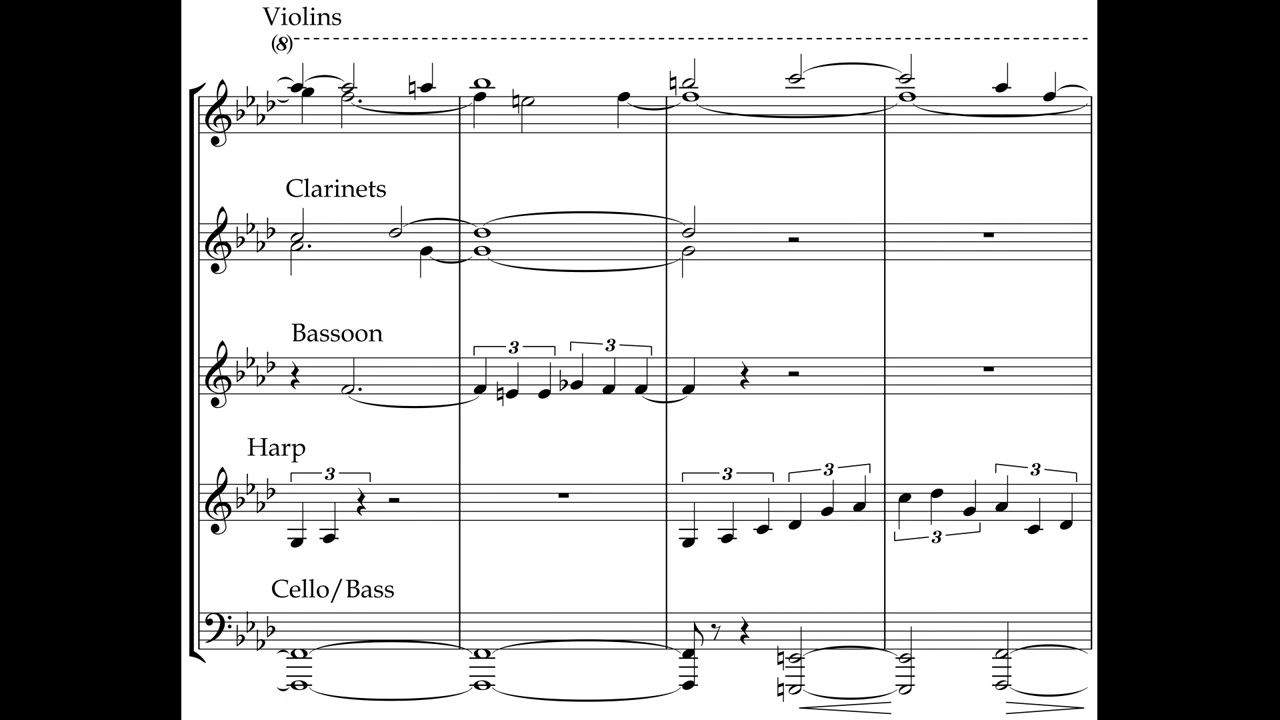 Violins
(8)
Clarinets
Bassoon
3 3
Harp
3 3 3 3
3
Cello/Bass